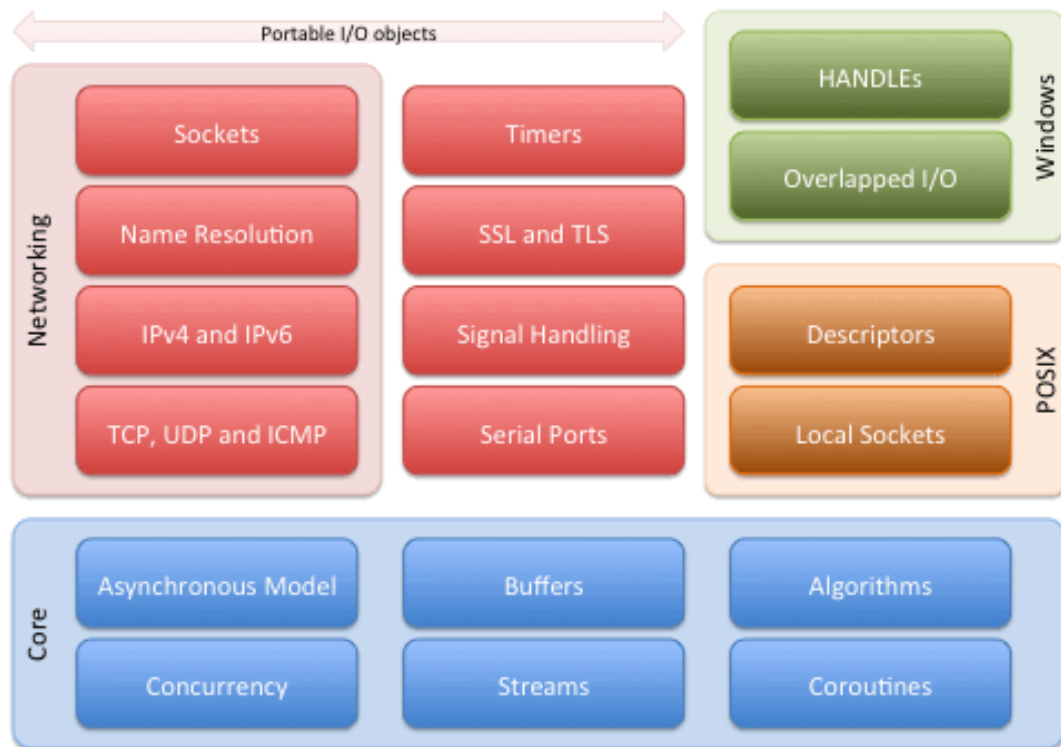 Portable I/O objects
Networking
Sockets
Name Resolution
IPv4 and IPv6
TCP, UDP and ICMP
Timers
SSL and TLS
Signal Handling
Serial Ports
HANDLEs
Overlapped I/O
Windows
Descriptors
Local Sockets
POSIX
Core
Asynchronous Model
Buffers
Algorithms
Concurrency
Streams
Coroutines